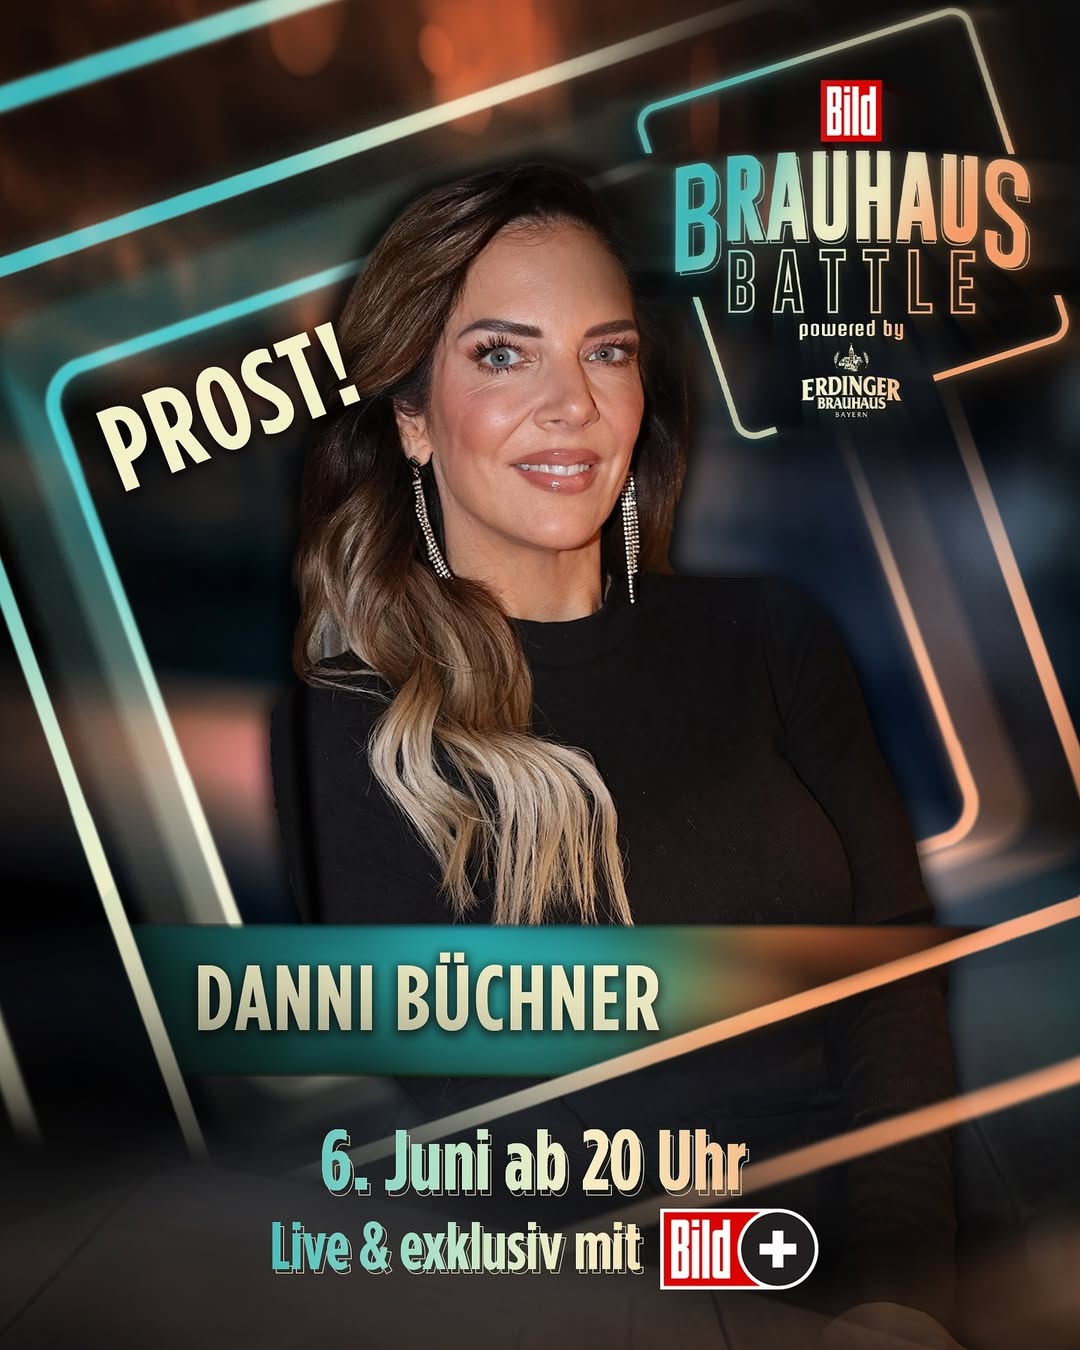 Bild
BRAUHAUS
BATTLE
powered by
ERDINGER
BRAUHAUS
BAYERN
PROST!
DANNI BÜCHNER
6. Juni ab 20 Uhr
Live & exklusiv mit Bild +